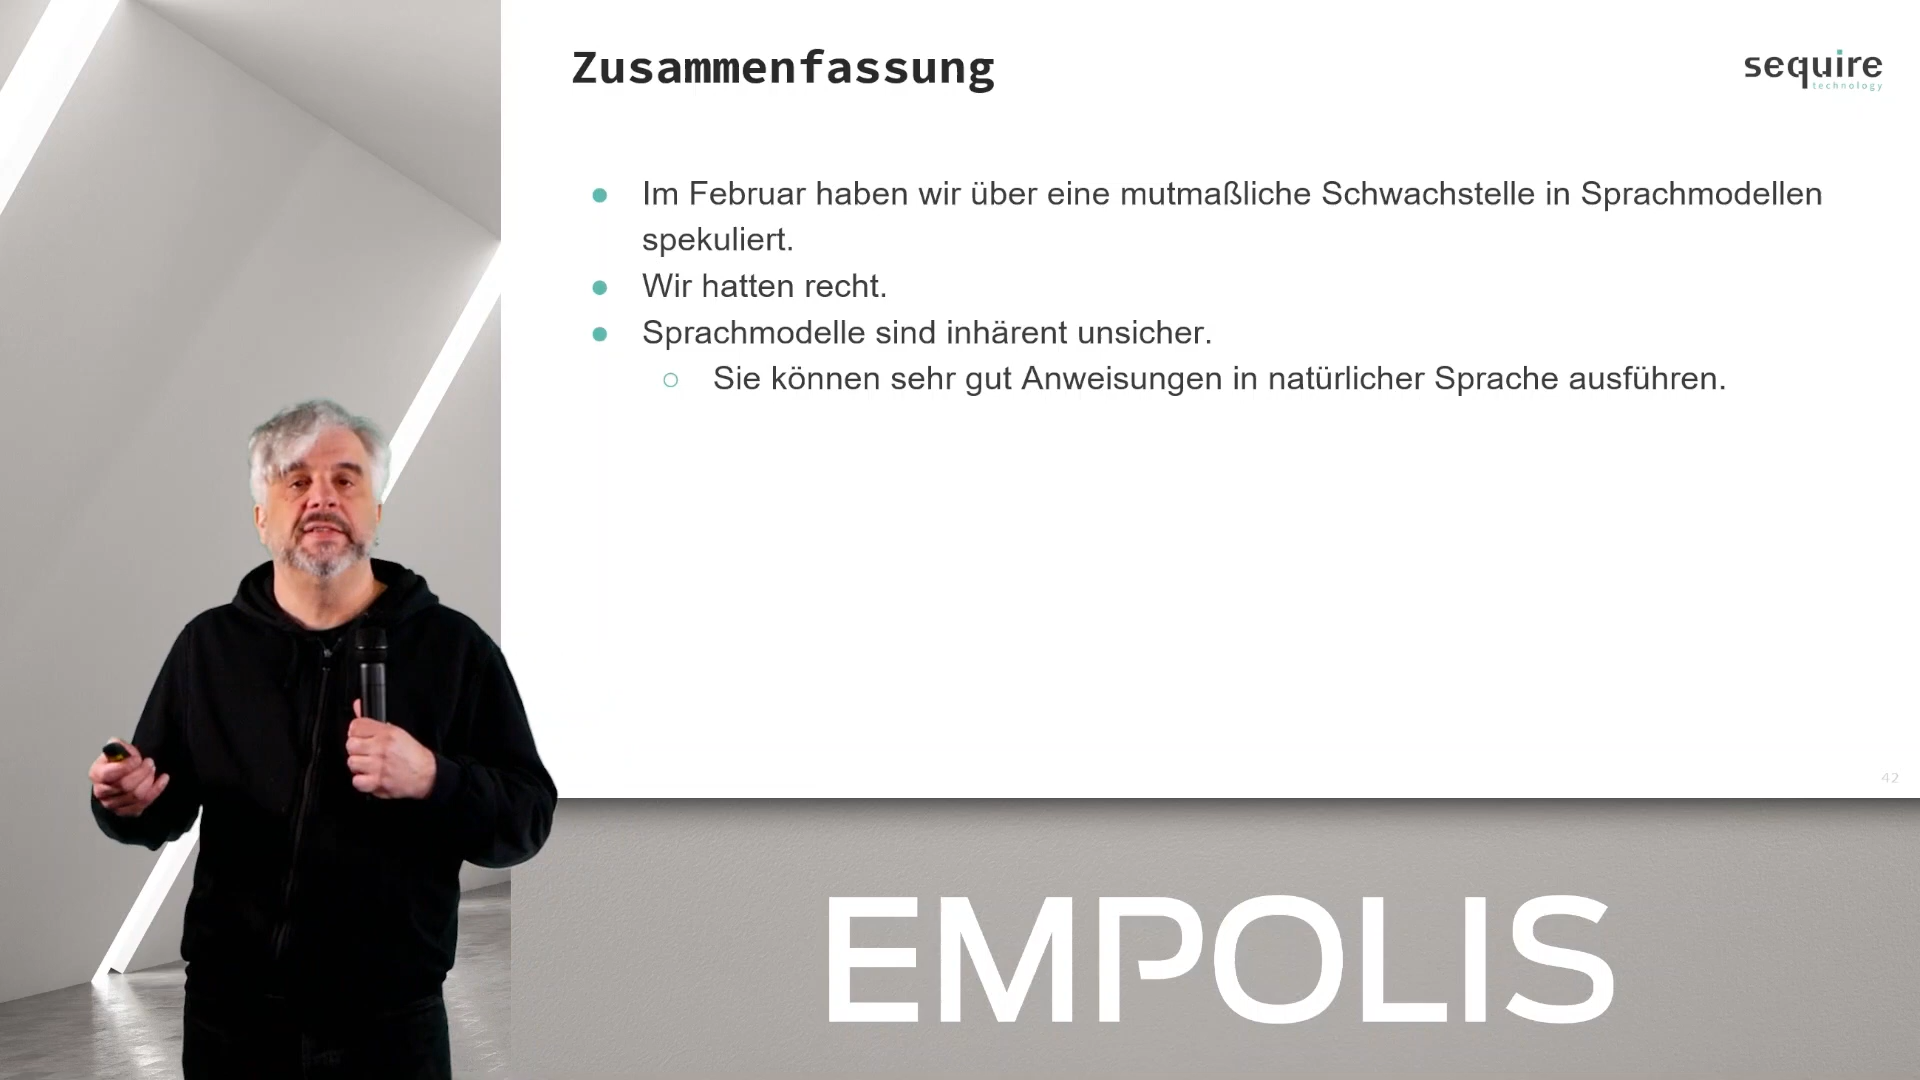 Zusammenfassung
sequire
technology
● Im Februar haben wir über eine mutmaßliche Schwachstelle in Sprachmodellen
spekuliert.
● Wir hatten recht.
● Sprachmodelle sind inhärent unsicher.
○ Sie können sehr gut Anweisungen in natürlicher Sprache ausführen.
42
EMPOLIS